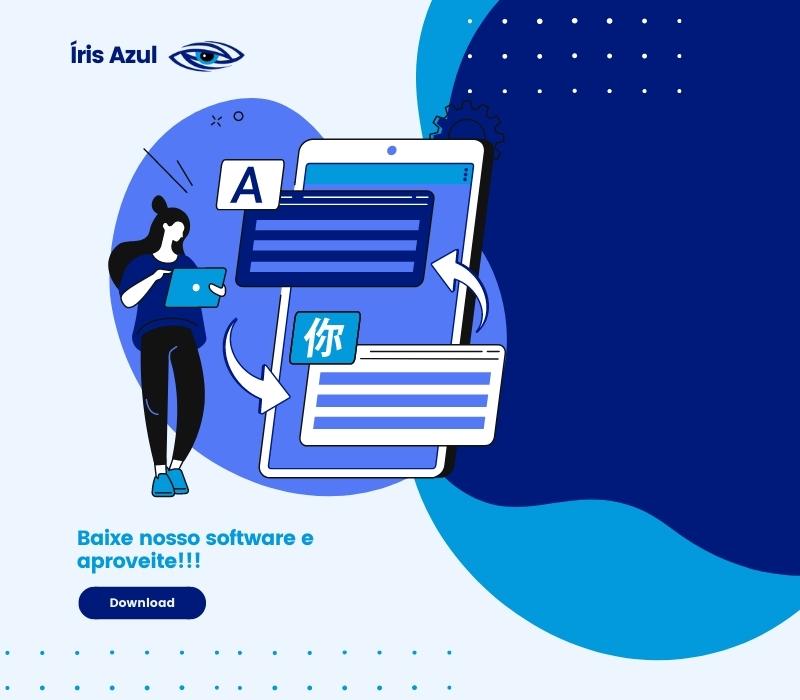 Íris Azul
A
你
Baixe nosso software e
aproveite!!!
Download